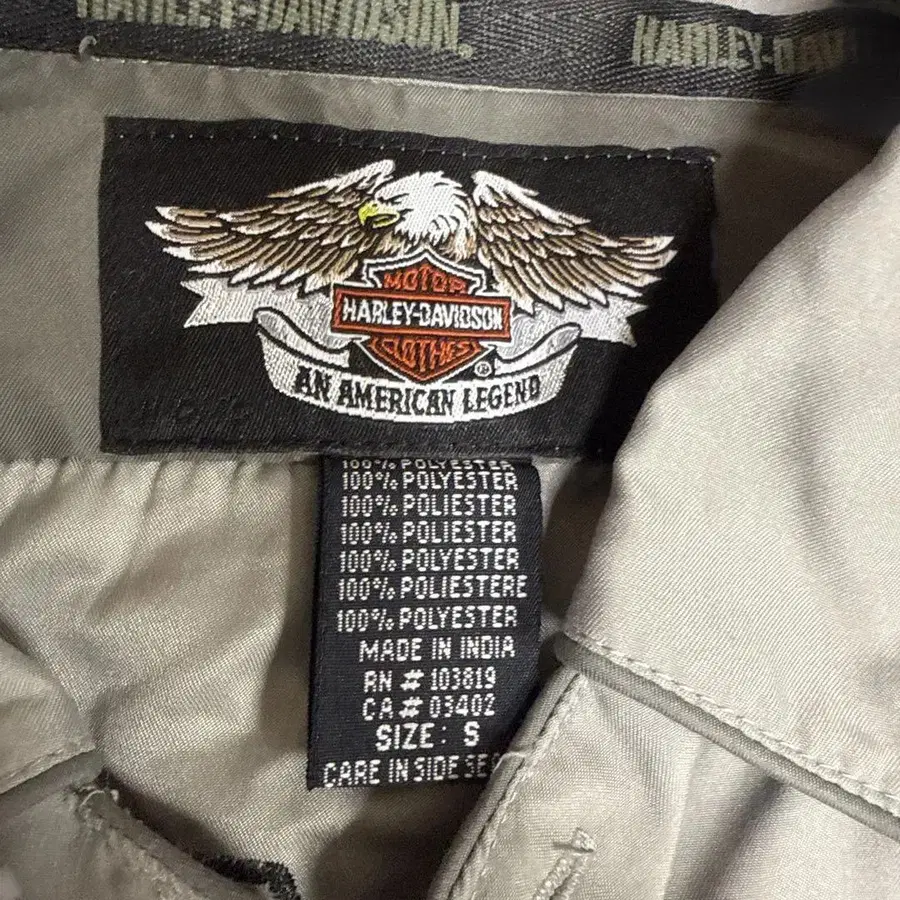 HARLEY-DAVIDSON®
HARLEY-DAV
MOTOR
HARLEY-DAVIDSON
CLOTHES
®
AN AMERICAN LEGEND
100% POLYESTER
100% POLYESTER
100% POLIESTER
100% POLIESTER
100% POLYESTER
100% POLIESTERE
100% POLYESTER
MADE IN INDIA
RN # 103819
CA # 03402
SIZE: S
CARE IN SIDE SE